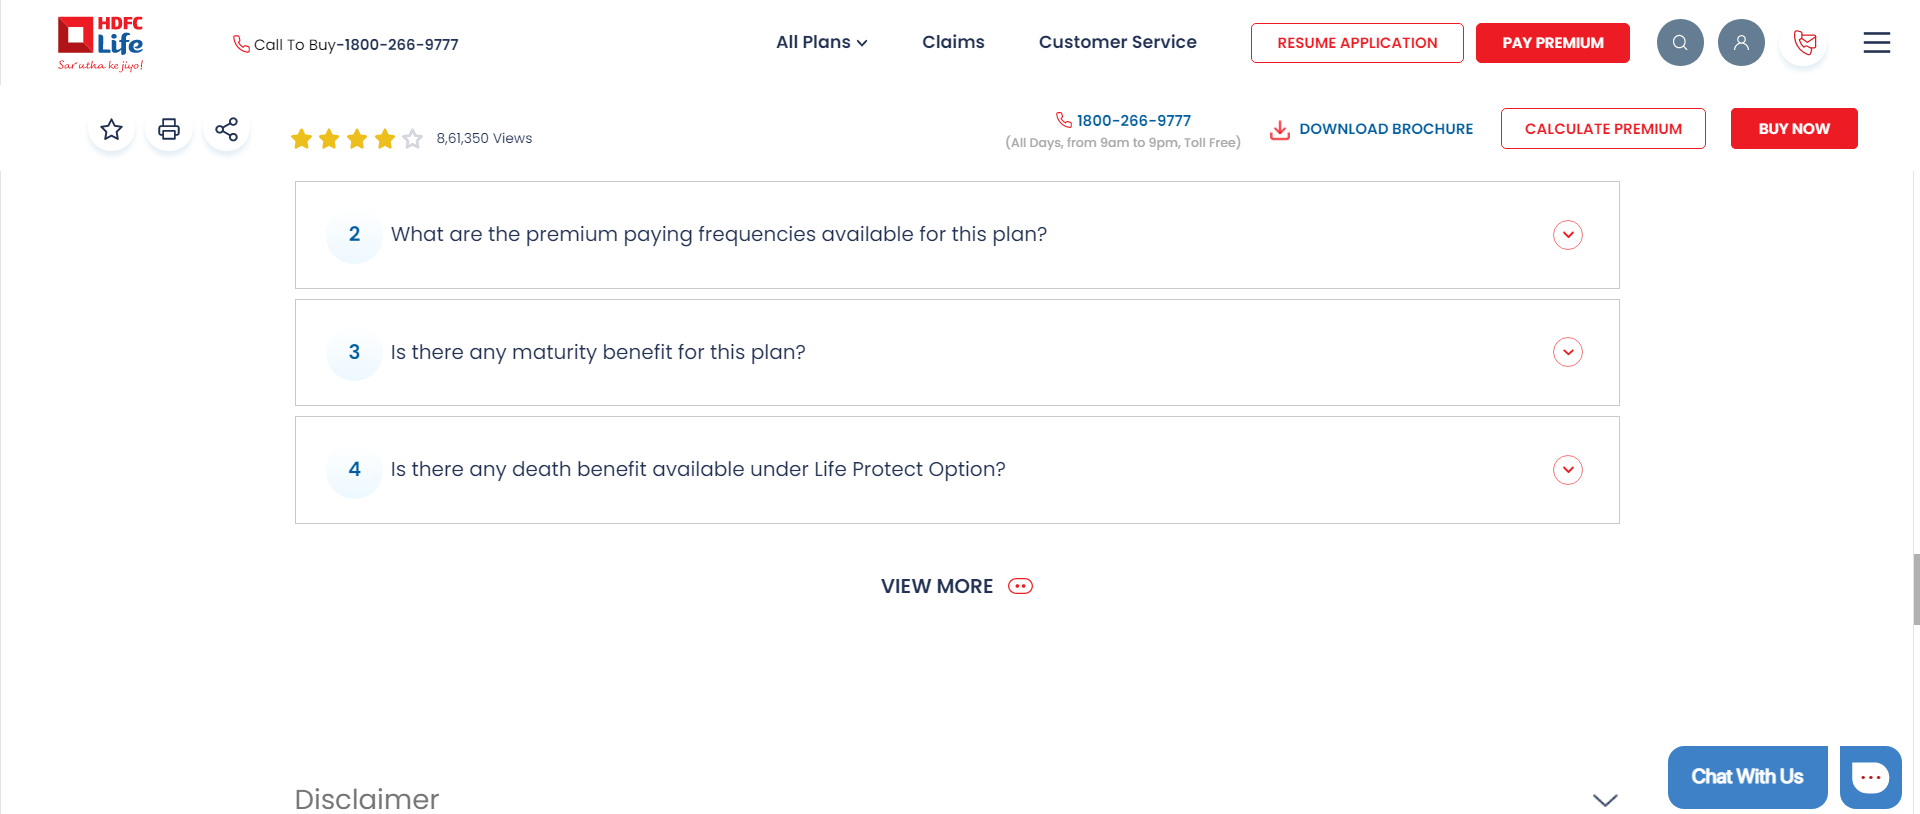 HDFC
Life
Sar utha ke jiyo!
Call To Buy-1800-266-9777
All Plans
Claims
Customer Service
RESUME APPLICATION
PAY PREMIUM
8,61,350 Views
1800-266-9777
(All Days, from 9am to 9pm, Toll Free)
DOWNLOAD BROCHURE
CALCULATE PREMIUM
BUY NOW
2 What are the premium paying frequencies available for this plan?
3 Is there any maturity benefit for this plan?
4 Is there any death benefit available under Life Protect Option?
VIEW MORE
Chat With Us
Disclaimer